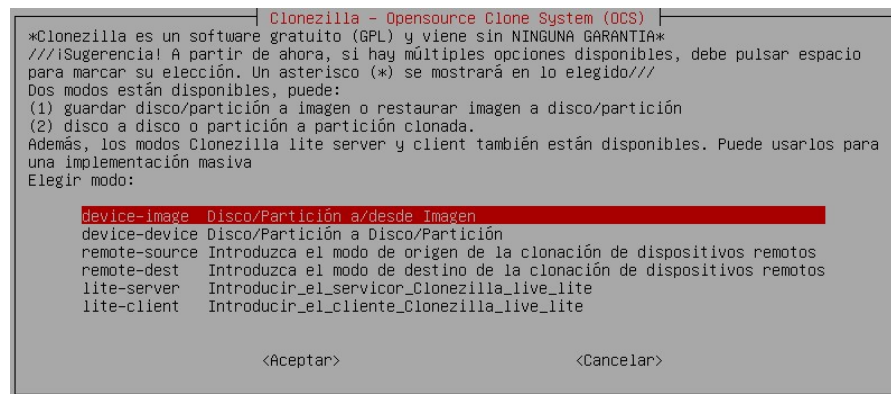 Clonezilla - Opensource Clone System (OCS)
*Clonezilla es un software gratuito (GPL) y viene sin NINGUNA GARANTIA*
///¡Sugerencia! A partir de ahora, si hay múltiples opciones disponibles, debe pulsar espacio
para marcar su elección. Un asterisco (*) se mostrará en lo elegido///
Dos modos están disponibles, puede:
(1) guardar disco/partición a imagen o restaurar imagen a disco/partición
(2) disco a disco o partición a partición clonada.
Además, los modos Clonezilla lite server y client también están disponibles. Puede usarlos para
una implementación masiva
Elegir modo:
device-image Disco/Partición a/desde Imagen
device-device Disco/Partición a Disco/Partición
remote-source Introduzca el modo de origen de la clonación de dispositivos remotos
remote-dest Introduzca el modo de destino de la clonación de dispositivos remotos
lite-server Introducir_el_servicor_Clonezilla_live_lite
lite-client Introducir_el_cliente_Clonezilla_live_lite
<Aceptar> <Cancelar>